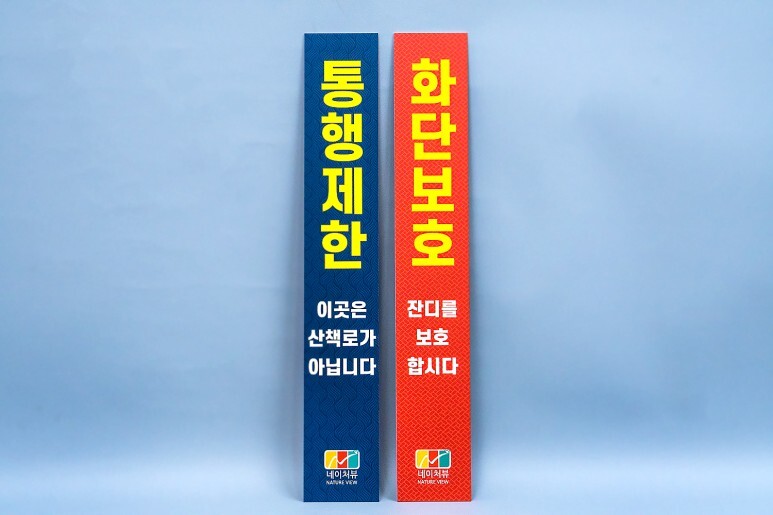 통행제한
이곳은
산책로가
아닙니다
네이처뷰
NATURE VIEW
화단보호
잔디를
보호
합시다
네이처뷰
NATURE VIEW